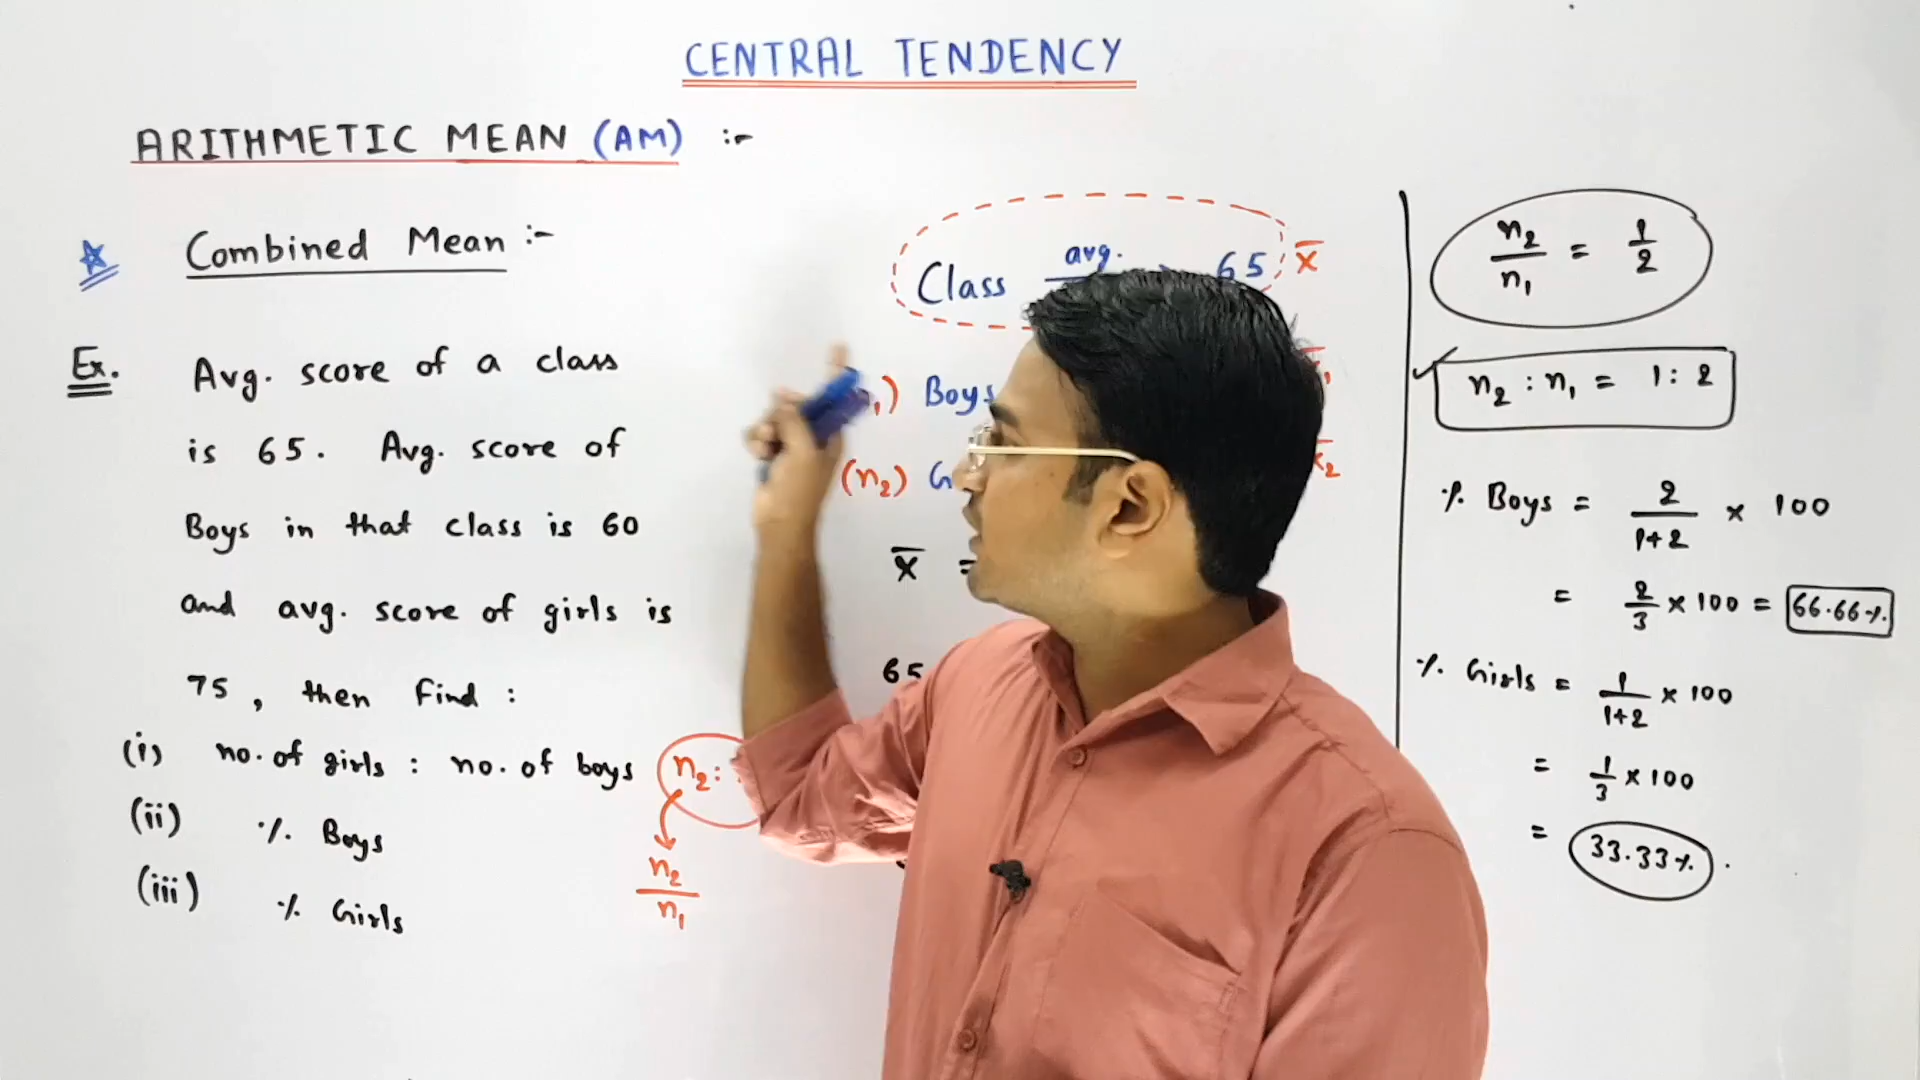 CENTRAL TENDENCY
ARITHMETIC MEAN (AM) :-
Combined Mean :-
Ex. Avg. score of a class
is 65. Avg. score of
Boys in that class is 60
and avg. score of girls is
75, then find :
(i) no. of girls : no. of boys
(ii) % Boys
(iii) % Girls
n₂ :
n₂/n₁
Class avg. 65 x̄
Boys
(n₂)
x̄ =
65
n₂/n₁ = 1/2
n₂ : n₁ = 1 : 2
% Boys = 2/(1+2) × 100
= 2/3 × 100 = 66.66%
% Girls = 1/(1+2) × 100
= 1/3 × 100
= 33.33%.